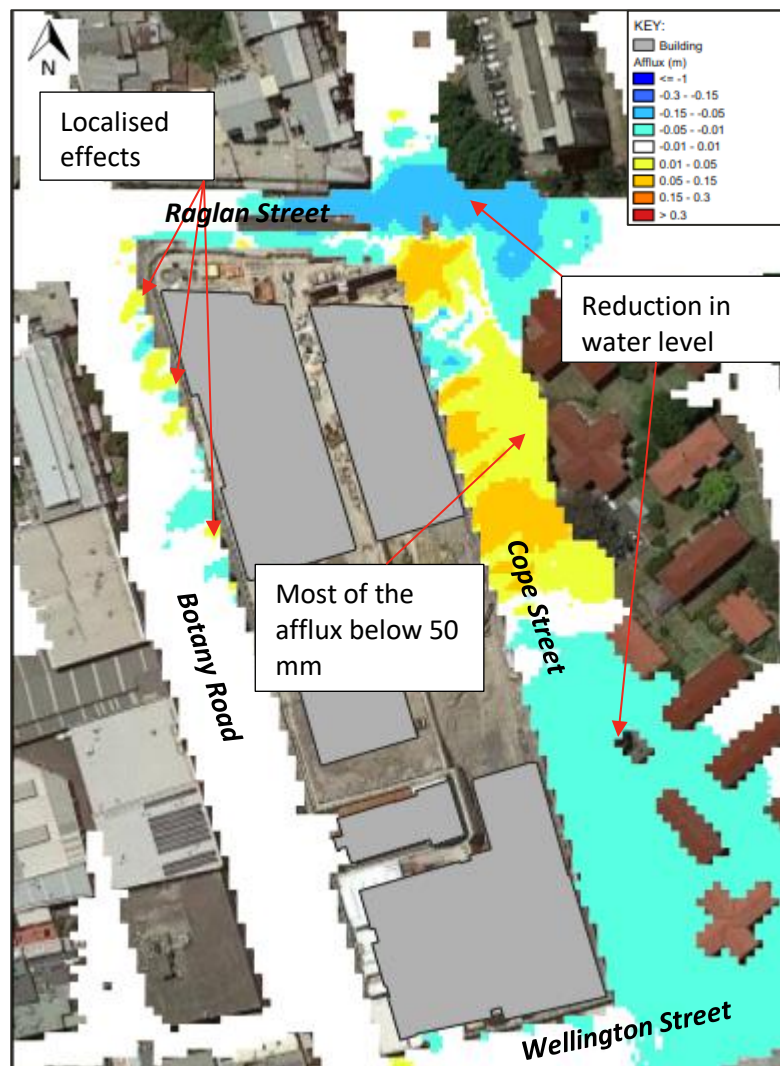 N
KEY:
Building
Afflux (m)
<= -1
-0.3 - -0.15
-0.15 - -0.05
-0.05 - -0.01
-0.01 - 0.01
0.01 - 0.05
0.05 - 0.15
0.15 - 0.3
> 0.3
Localised
effects
Raglan Street
Reduction in
water level
Most of the
afflux below 50
mm
Cope Street
Botany Road
Wellington Street